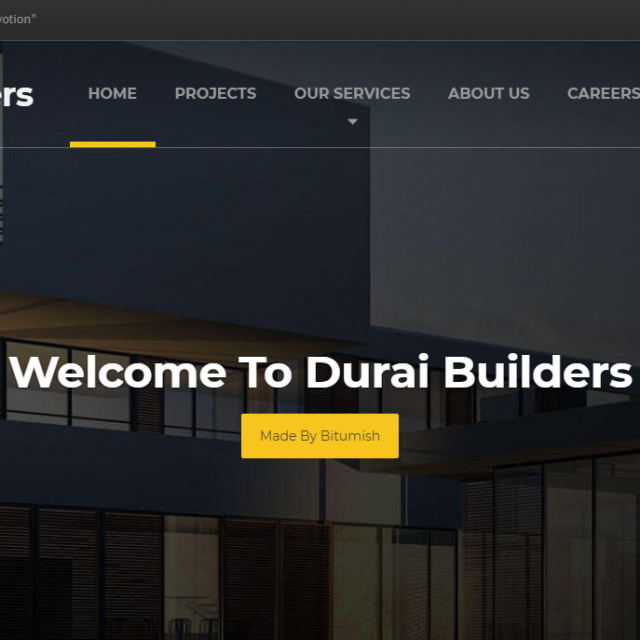 votion"
ers
HOME PROJECTS OUR SERVICES ABOUT US CAREERS
Welcome To Durai Builders
Made By Bitumish